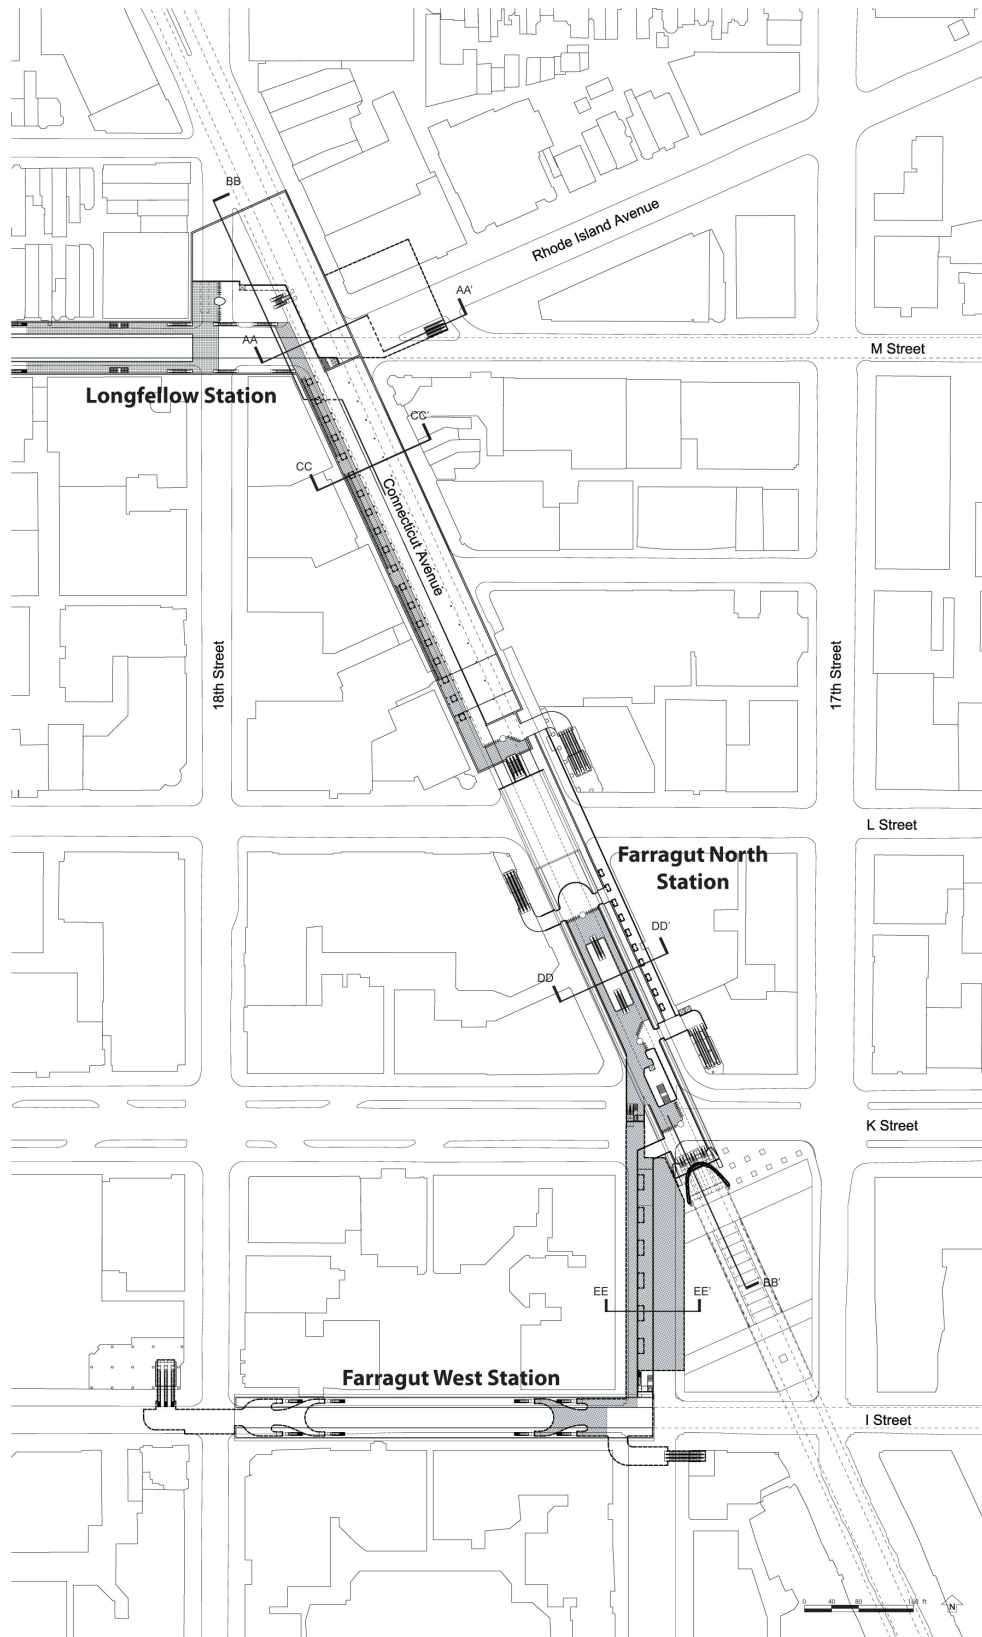 BB
Rhode Island Avenue
AA'
AA
M Street
Longfellow Station
CC'
CC
Connecticut Avenue
18th Street
17th Street
L Street
Farragut North
Station
DD'
DD
K Street
BB'
EE
EE'
Farragut West Station
I Street
0 40 80 160 ft
N